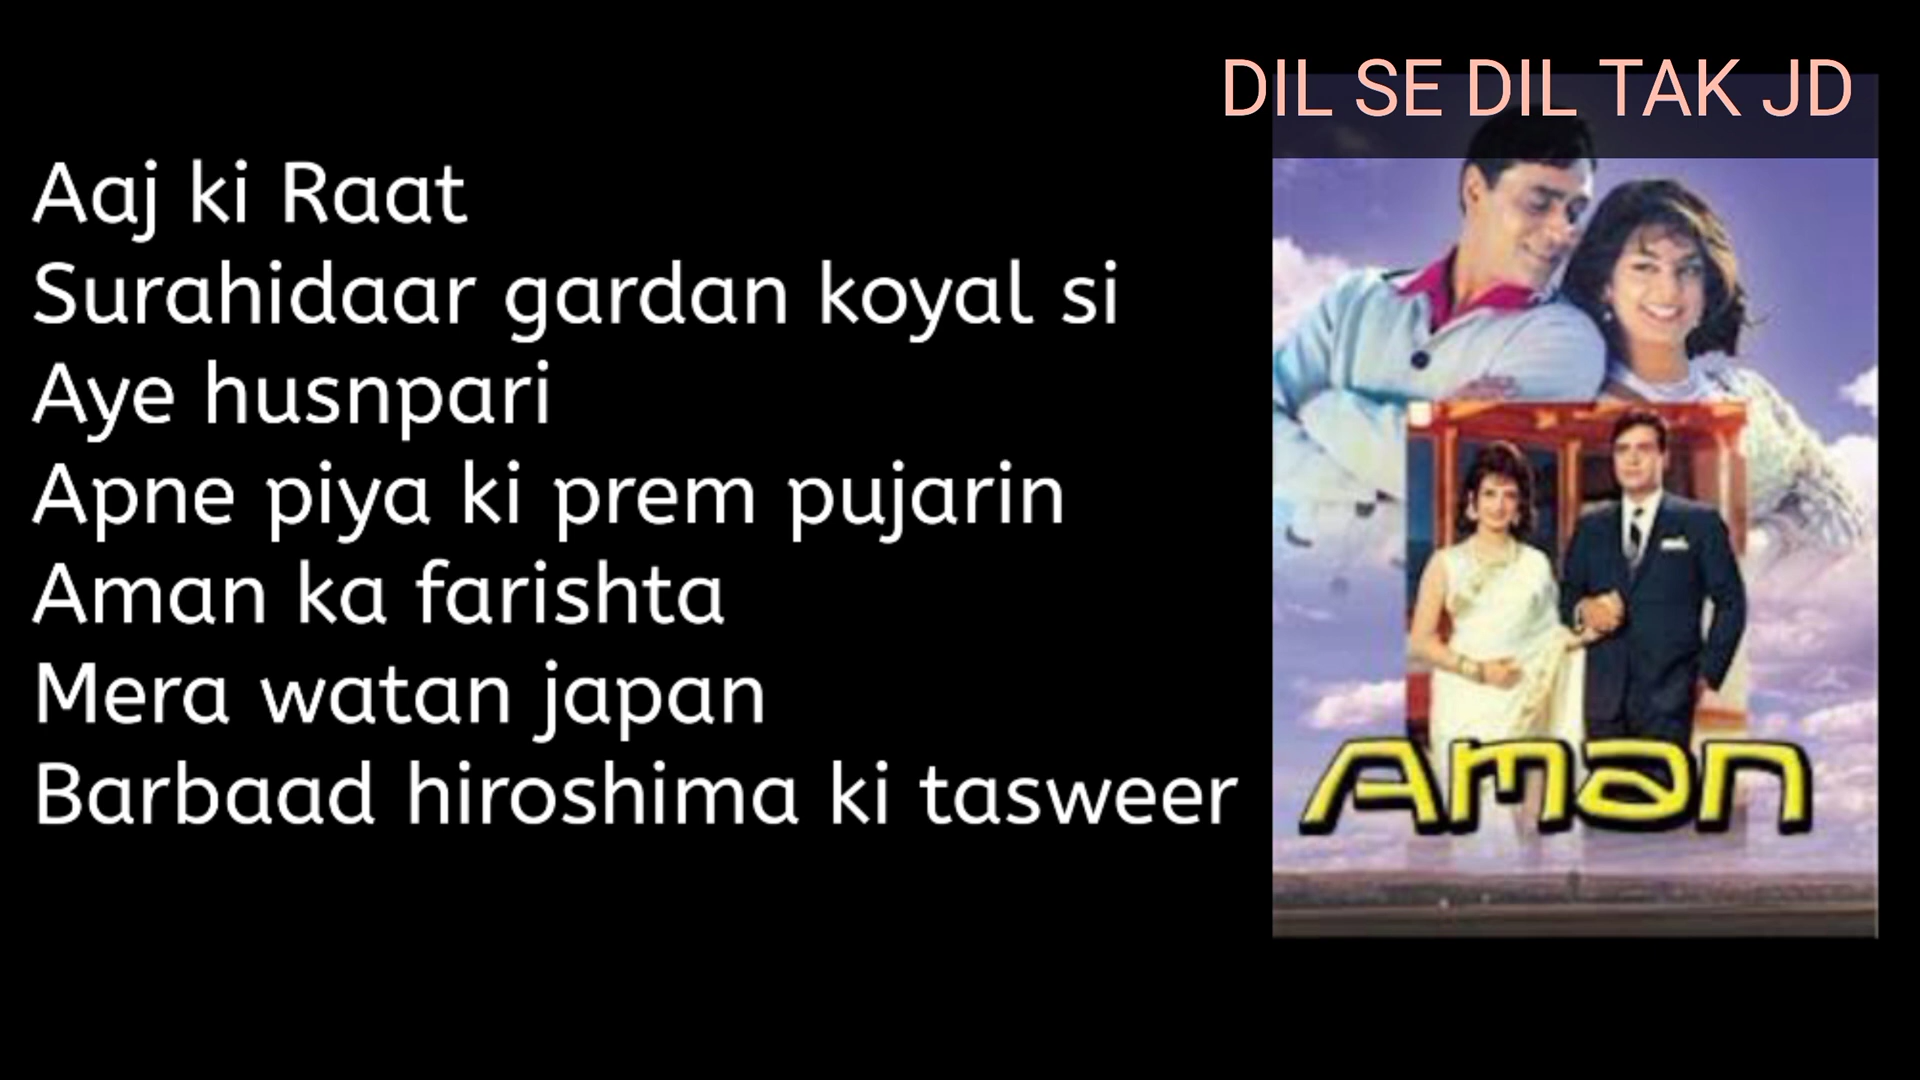 DIL SE DIL TAK JD
Aaj ki Raat
Surahidaar gardan koyal si
Aye husnpari
Apne piya ki prem pujarin
Aman ka farishta
Mera watan japan
Barbaad hiroshima ki tasweer
Aman